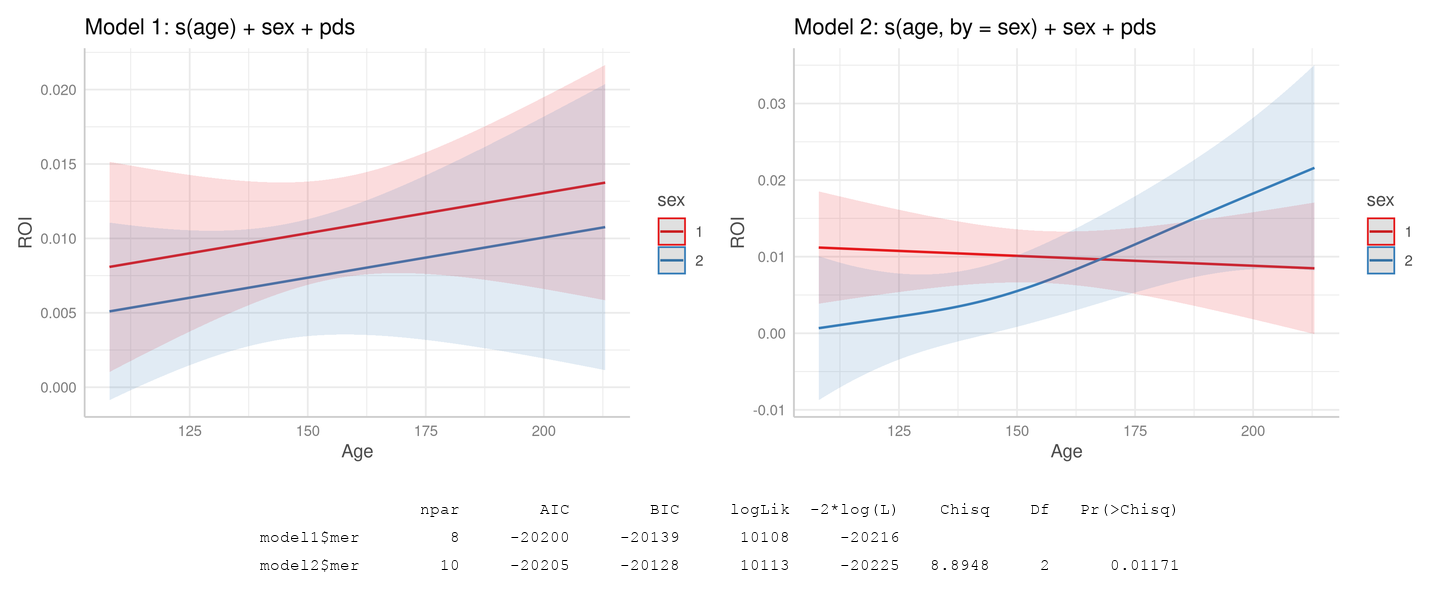 Model 1: s(age) + sex + pds
0.020
0.015
0.010
0.005
0.000
ROI
125 150 175 200
Age
sex
1
2
Model 2: s(age, by = sex) + sex + pds
0.03
0.02
0.01
0.00
-0.01
ROI
125 150 175 200
Age
sex
1
2
npar AIC BIC logLik -2*log(L) Chisq Df Pr(>Chisq)
model1$mer 8 -20200 -20139 10108 -20216
model2$mer 10 -20205 -20128 10113 -20225 8.8948 2 0.01171